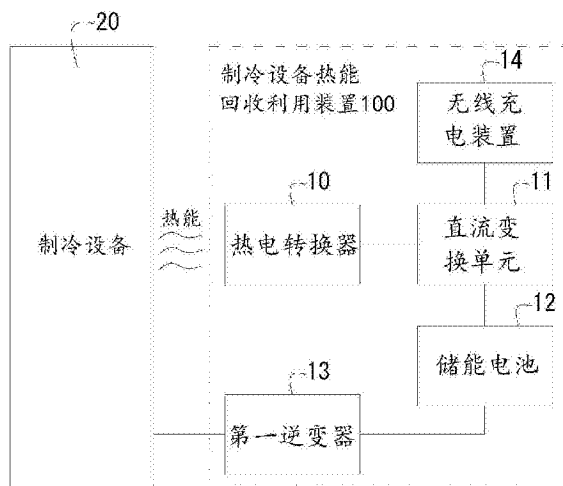 20
制冷设备热能
回收利用装置100
14
无线充
电装置
10
11
热能
热电转换器
直流变
换单元
制冷设备
12
储能电池
13
第一逆变器